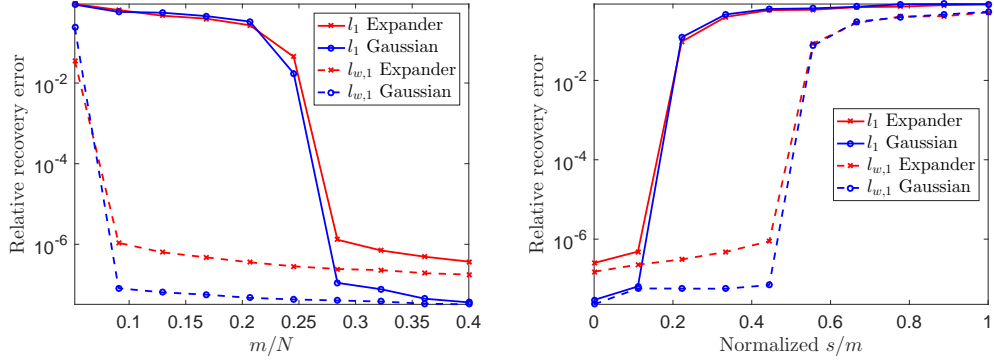 Relative recovery error
10^{-2}
10^{-4}
10^{-6}
0.1 0.15 0.2 0.25 0.3 0.35 0.4
m/N
l_1 Expander
l_1 Gaussian
l_{w,1} Expander
l_{w,1} Gaussian
Relative recovery error
10^{-2}
10^{-4}
10^{-6}
0 0.2 0.4 0.6 0.8 1
Normalized s/m
l_1 Expander
l_1 Gaussian
l_{w,1} Expander
l_{w,1} Gaussian